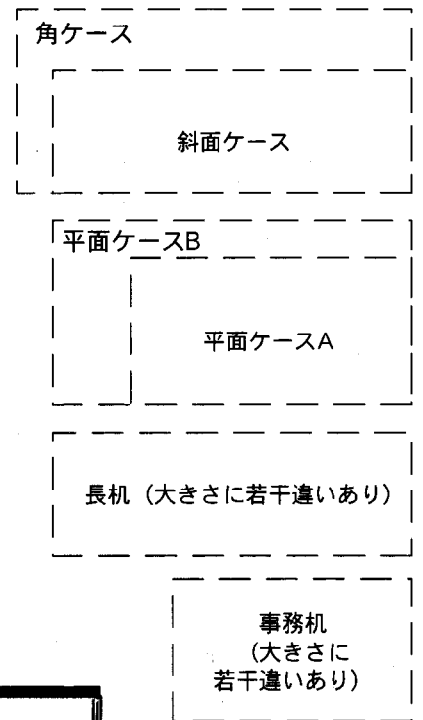 角ケース
斜面ケース
平面ケースB
平面ケースA
長机（大きさに若干違いあり）
事務机
（大きさに
若干違いあり）